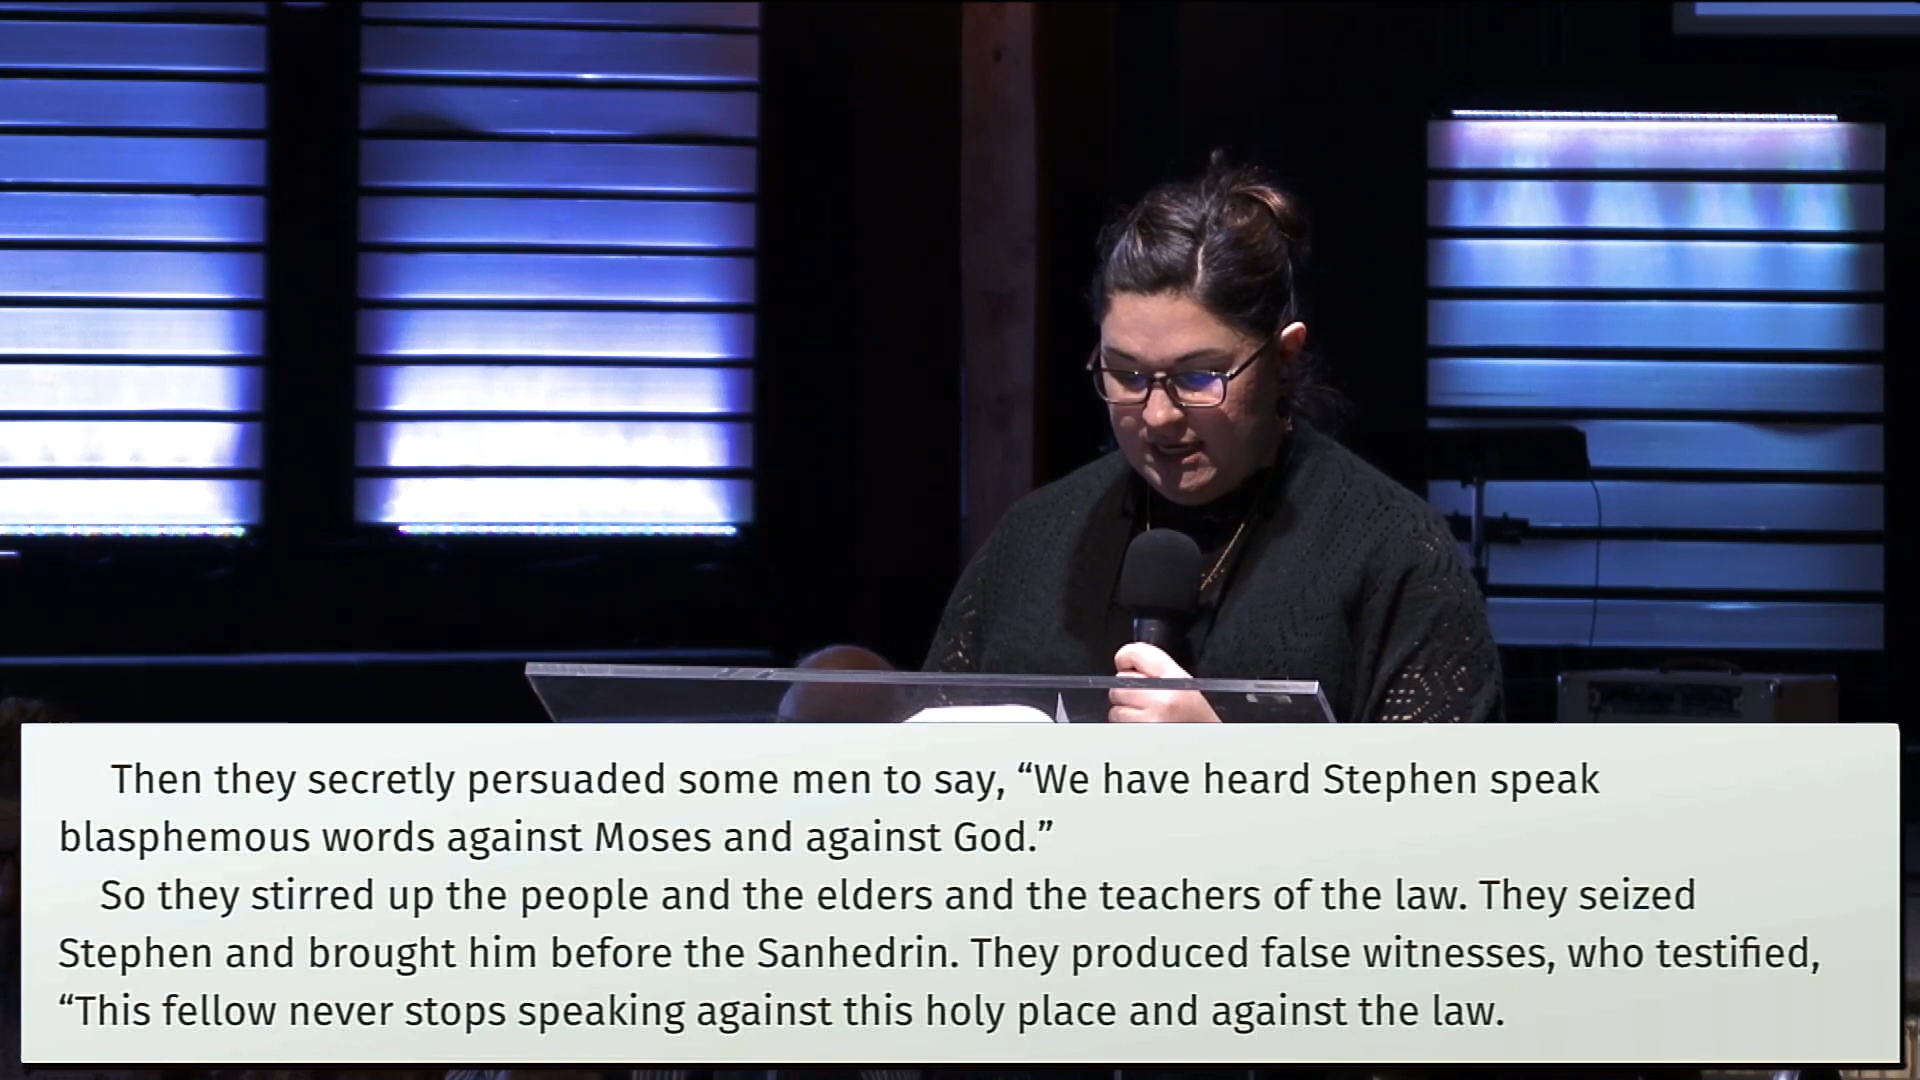 Then they secretly persuaded some men to say, “We have heard Stephen speak
blasphemous words against Moses and against God.”
So they stirred up the people and the elders and the teachers of the law. They seized
Stephen and brought him before the Sanhedrin. They produced false witnesses, who testified,
“This fellow never stops speaking against this holy place and against the law.